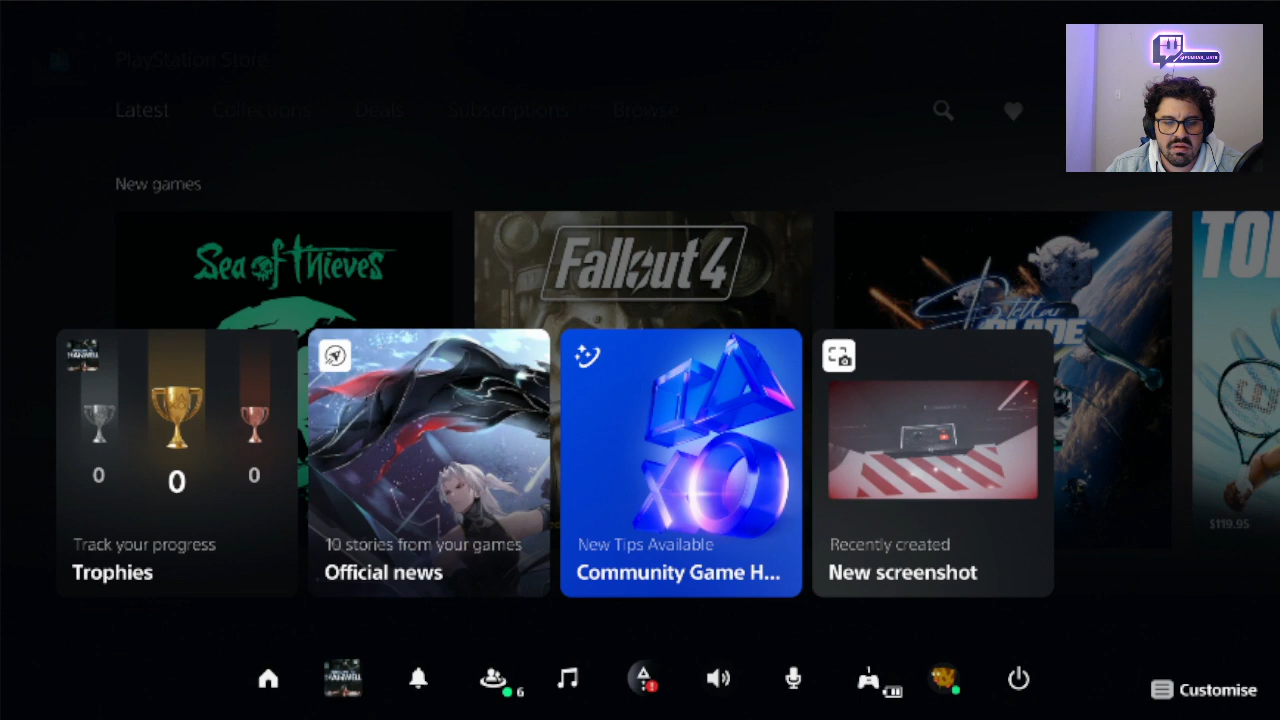 PlayStation Store
Latest
Collections
Deals
Subscriptions
Browse
New games
Sea of Thieves
Fallout 4
Stellar
BLADE
$119.95
0
0
0
Track your progress
Trophies
10 stories from your games
Official news
New Tips Available
Community Game H...
Recently created
New screenshot
6
Customise